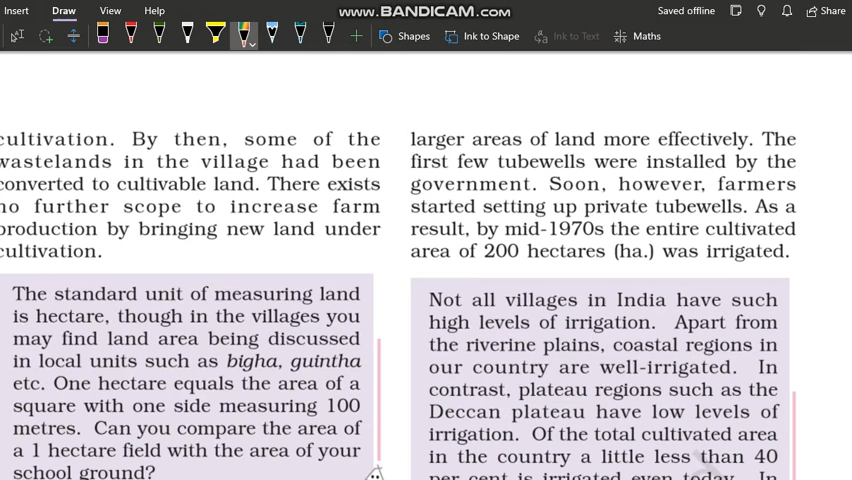 Insert Draw View Help
www.BANDICAM.com
Saved offline
Share
Shapes
Ink to Shape
Ink to Text
Maths
cultivation. By then, some of the
wastelands in the village had been
converted to cultivable land. There exists
no further scope to increase farm
production by bringing new land under
cultivation.
The standard unit of measuring land
is hectare, though in the villages you
may find land area being discussed
in local units such as bigha, guintha
etc. One hectare equals the area of a
square with one side measuring 100
metres. Can you compare the area of
a 1 hectare field with the area of your
school ground?
larger areas of land more effectively. The
first few tubewells were installed by the
government. Soon, however, farmers
started setting up private tubewells. As a
result, by mid-1970s the entire cultivated
area of 200 hectares (ha.) was irrigated.
Not all villages in India have such
high levels of irrigation. Apart from
the riverine plains, coastal regions in
our country are well-irrigated. In
contrast, plateau regions such as the
Deccan plateau have low levels of
irrigation. Of the total cultivated area
in the country a little less than 40
per cent is irrigated even today. In